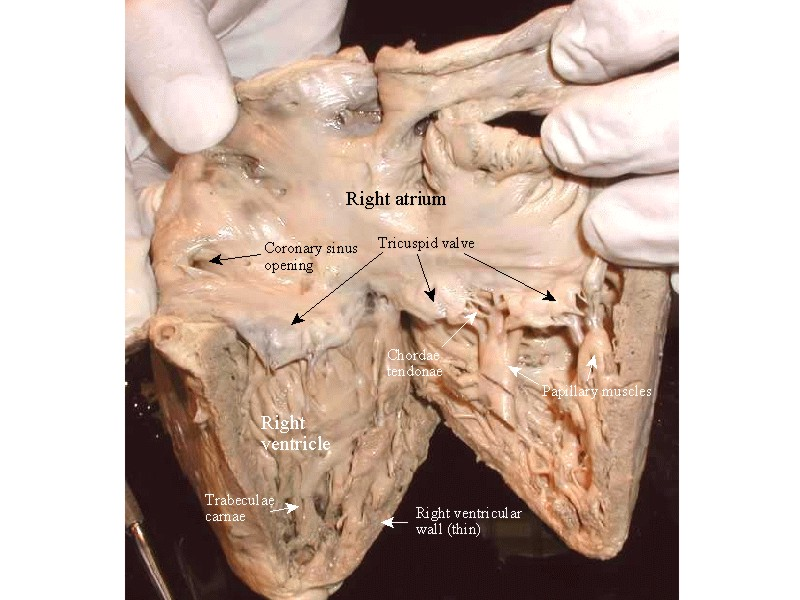 Right atrium
Coronary sinus
opening
Tricuspid valve
Chordae
tendonae
Papillary muscles
Right
ventricle
Trabeculae
carnae
Right ventricular
wall (thin)